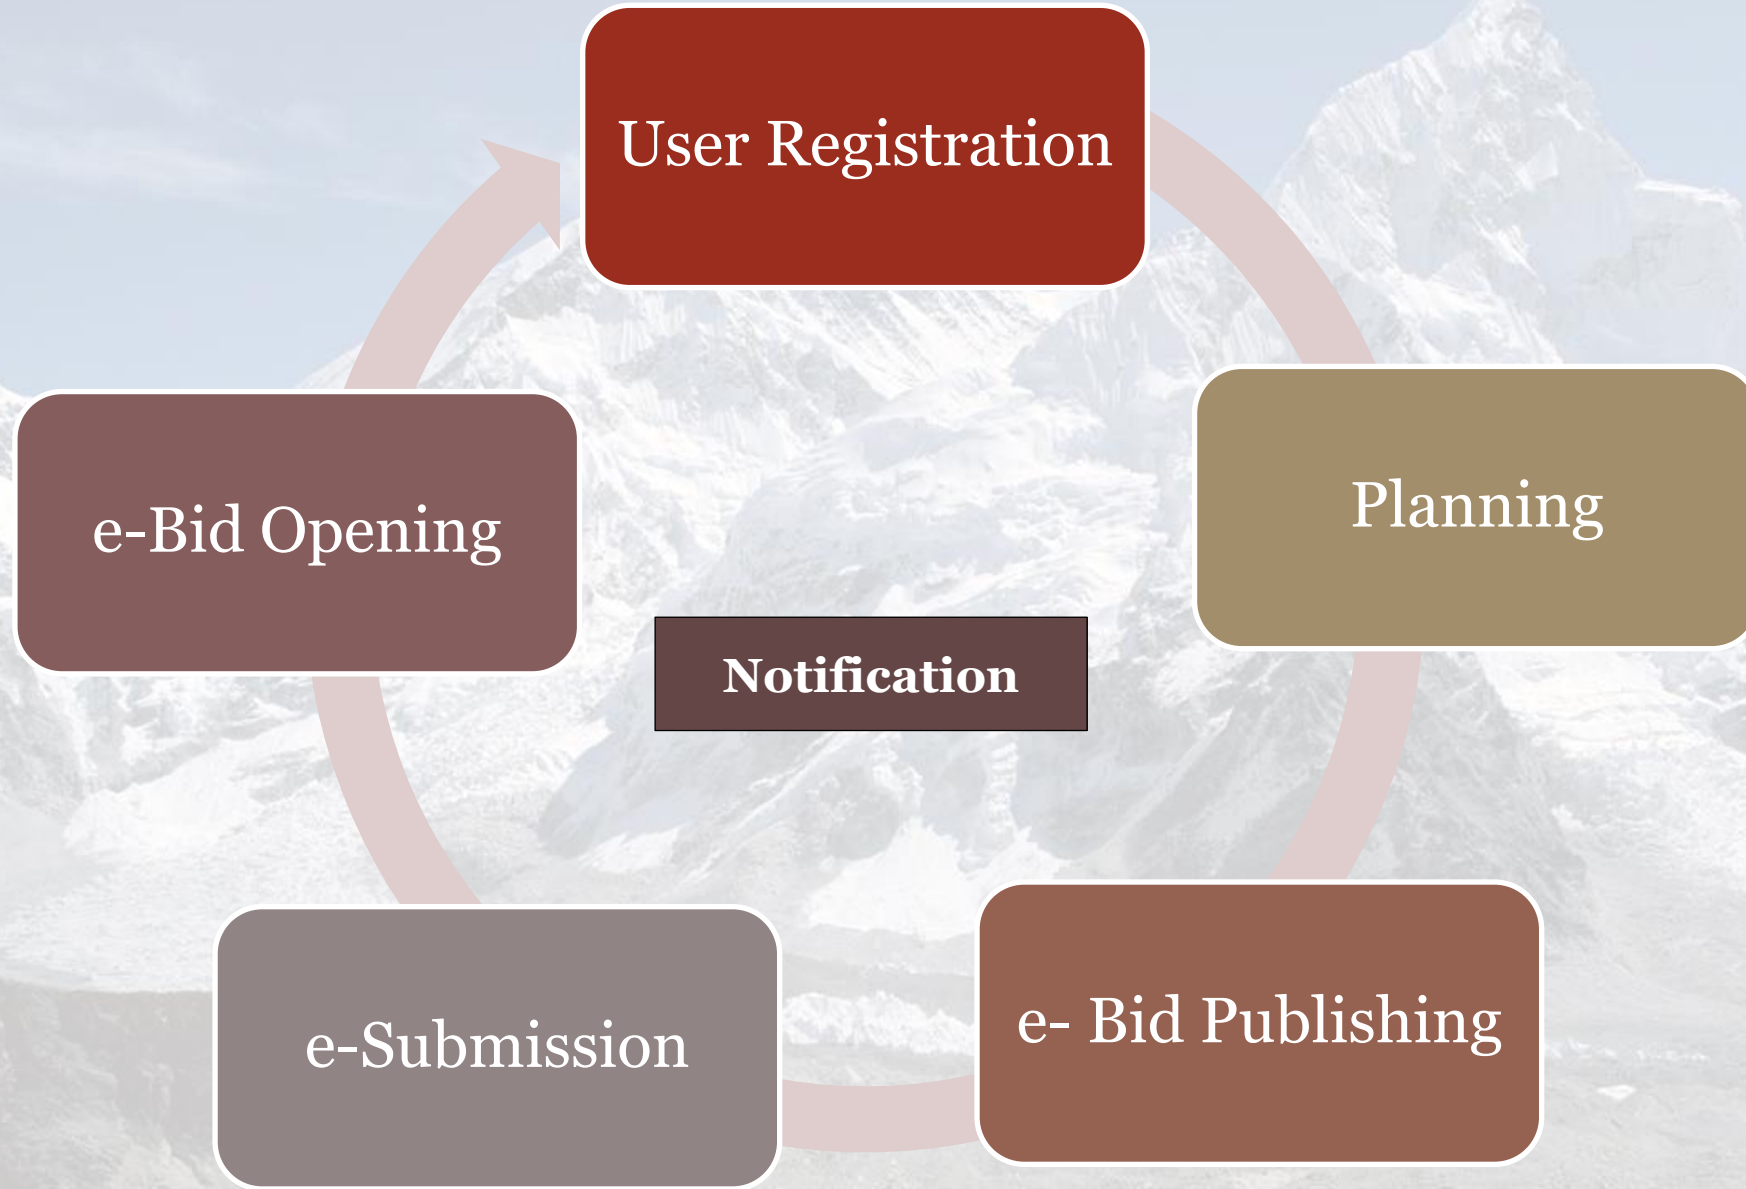 User Registration
Planning
e- Bid Publishing
e-Submission
e-Bid Opening
Notification